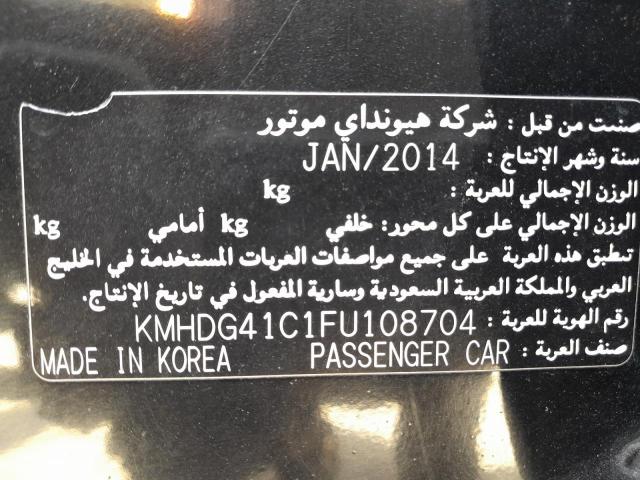 صنعت من قبل : شركة هيونداي موتور
سنة وشهر الإنتاج : JAN/2014
الوزن الإجمالي للعربة : kg
الوزن الإجمالي على كل محور: خلفي kg أمامي kg
تنطبق هذه العربة على جميع مواصفات العربات المستخدمة في الخليج
العربي والمملكة العربية السعودية وسارية المفعول في تاريخ الإنتاج.
رقم الهوية للعربة : KMHDG41C1FU108704
صنف العربة : PASSENGER CAR MADE IN KOREA